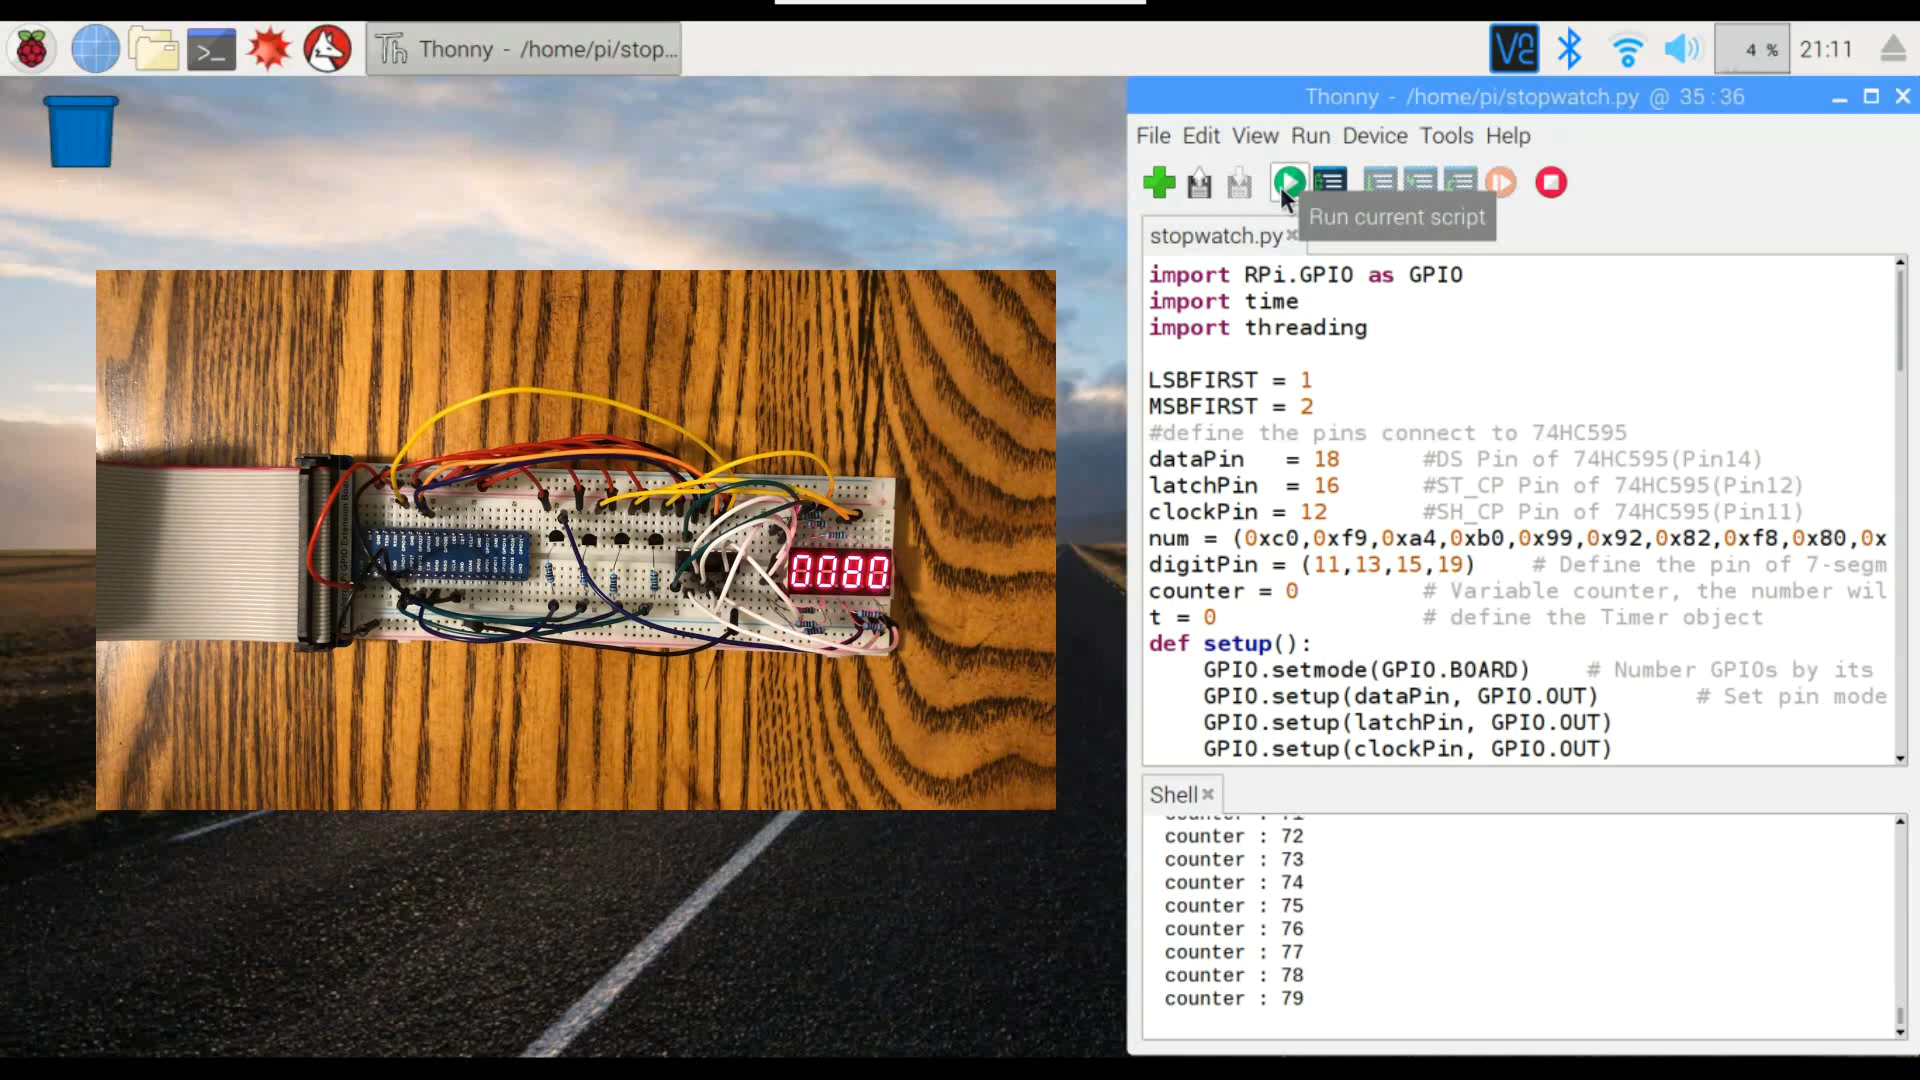 Thonny - /home/pi/stop…
4 %
21:11
Thonny - /home/pi/stopwatch.py @ 35 : 36
File Edit View Run Device Tools Help
Run current script
stopwatch.py
import RPi.GPIO as GPIO
import time
import threading
LSBFIRST = 1
MSBFIRST = 2
#define the pins connect to 74HC595
dataPin   = 18      #DS Pin of 74HC595(Pin14)
latchPin  = 16      #ST_CP Pin of 74HC595(Pin12)
clockPin = 12       #SH_CP Pin of 74HC595(Pin11)
num = (0xc0,0xf9,0xa4,0xb0,0x99,0x92,0x82,0xf8,0x80,0x
digitPin = (11,13,15,19)    # Define the pin of 7-segm
counter = 0         # Variable counter, the number wil
t = 0               # define the Timer object
def setup():
    GPIO.setmode(GPIO.BOARD)    # Number GPIOs by its
    GPIO.setup(dataPin, GPIO.OUT)       # Set pin mode
    GPIO.setup(latchPin, GPIO.OUT)
    GPIO.setup(clockPin, GPIO.OUT)
Shell
counter : 71
counter : 72
counter : 73
counter : 74
counter : 75
counter : 76
counter : 77
counter : 78
counter : 79
0080